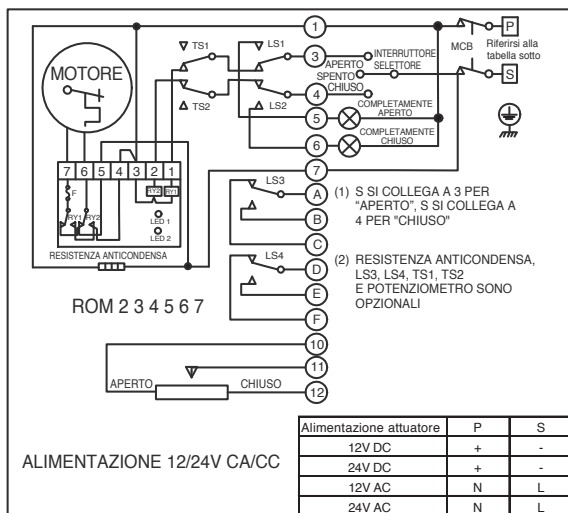 1
P
MCB
Riferirsi alla
tabella sotto
TS1
LS1
3
INTERRUTTORE
SELETTORE
APERTO
SPENTO
CHIUSO
S
MOTORE
TS2
LS2
4
COMPLETAMENTE
APERTO
5
COMPLETAMENTE
CHIUSO
6
7
7 6 5 4 3 2 1
F
RY1 RY2
RY2 RY1
LED 1
LED 2
RESISTENZA ANTICONDENSA
LS3
A
B
C
(1) S SI COLLEGA A 3 PER
“APERTO”, S SI COLLEGA A
4 PER "CHIUSO"
LS4
D
E
F
(2) RESISTENZA ANTICONDENSA,
LS3, LS4, TS1, TS2
E POTENZIOMETRO SONO
OPZIONALI
ROM 2 3 4 5 6 7
10
11
12
APERTO
CHIUSO
ALIMENTAZIONE 12/24V CA/CC
Alimentazione attuatore P S
12V DC + -
24V DC + -
12V AC N L
24V AC N L